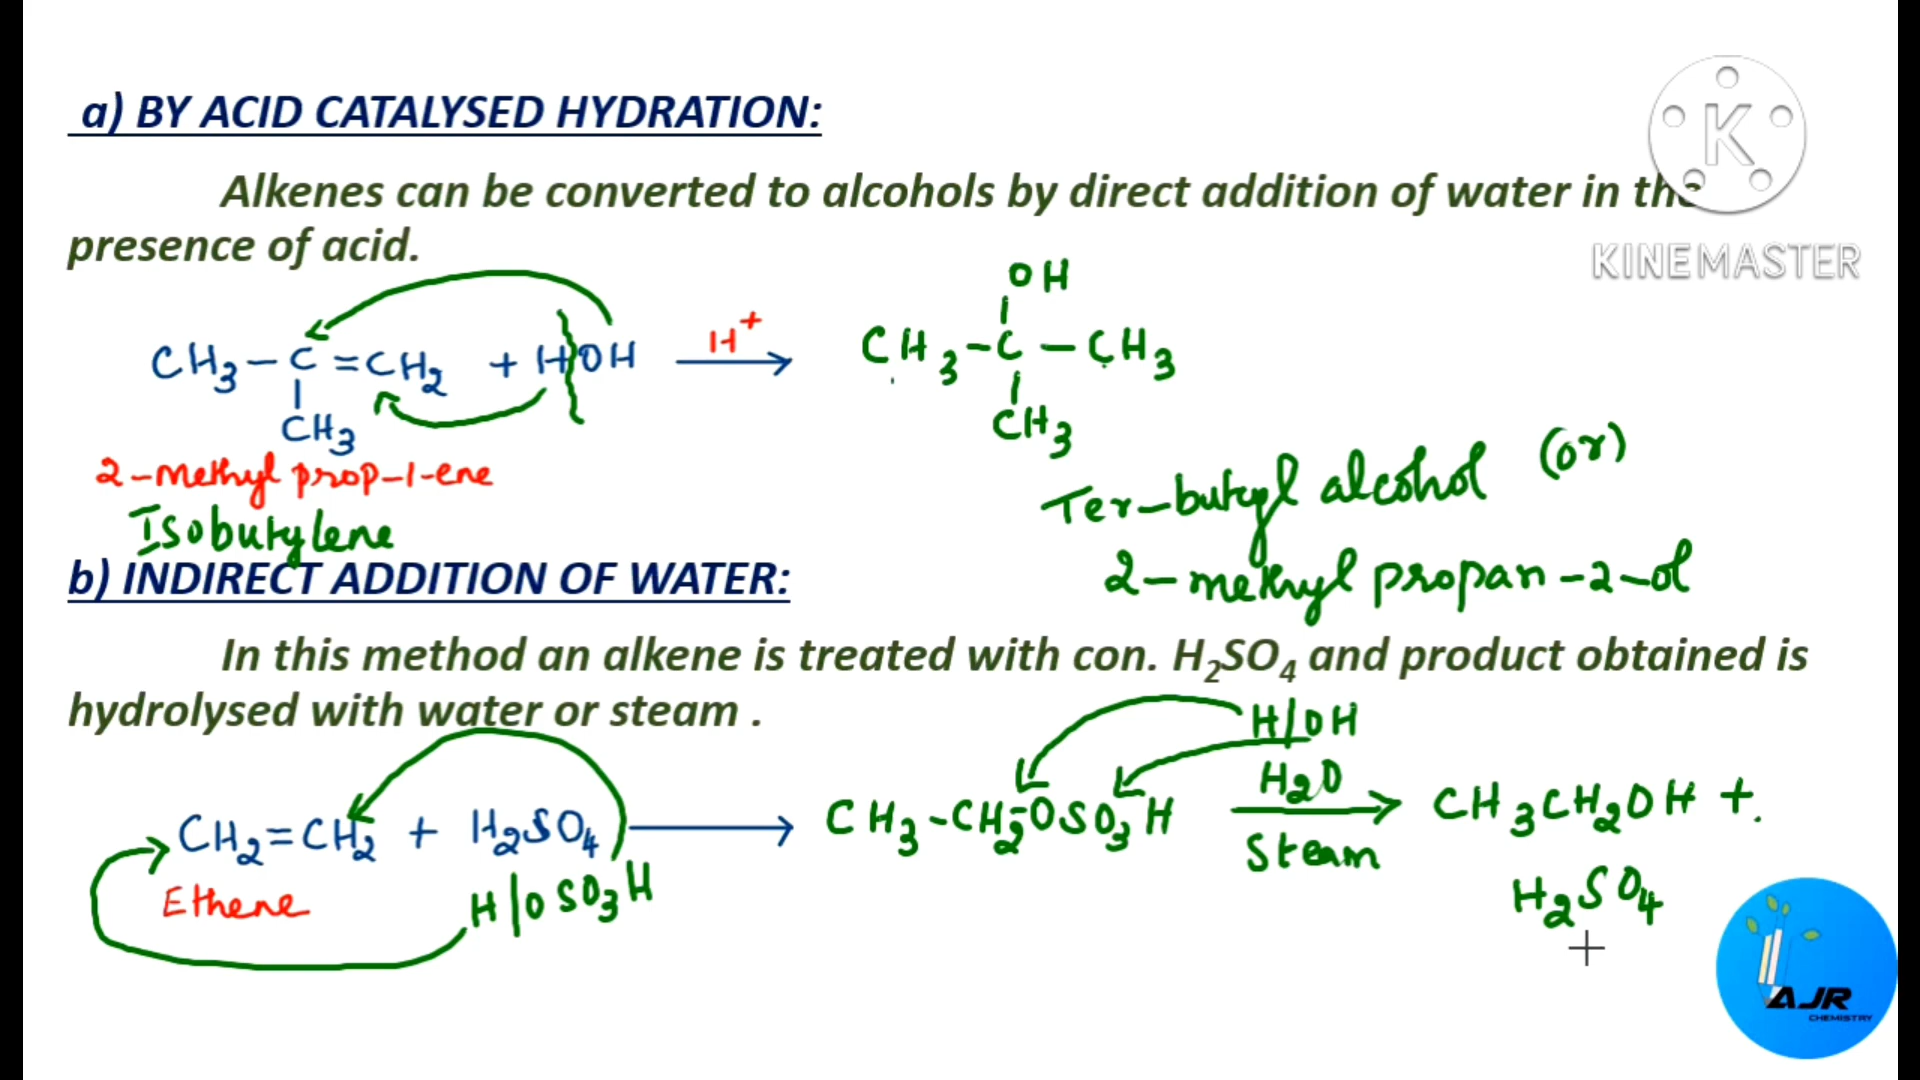 a) BY ACID CATALYSED HYDRATION:
K
KINEMASTER
Alkenes can be converted to alcohols by direct addition of water in the
presence of acid.
OH
CH3 – C = CH2 + H OH H+ CH3 – C – CH3
CH3 CH3
2-methyl prop-1-ene
Isobutylene
Ter-butyl alcohol (or)
2-methyl propan-2-ol
b) INDIRECT ADDITION OF WATER:
In this method an alkene is treated with con. H2SO4 and product obtained is
hydrolysed with water or steam .
H/OH
CH2=CH2 + H2SO4 CH3-CH2-OSO3H H2O CH3CH2OH +
Steam
Ethene H/OSO3H H2SO4
AJR
CHEMISTRY